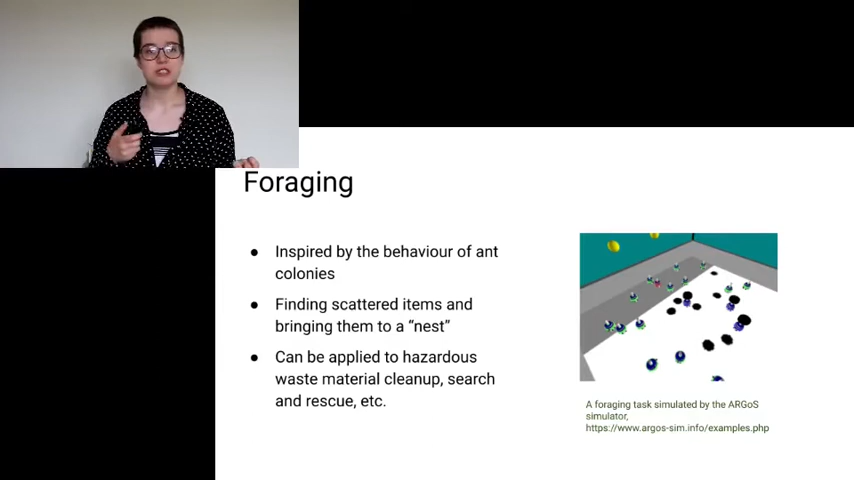 Foraging
● Inspired by the behaviour of ant
colonies
● Finding scattered items and
bringing them to a “nest”
● Can be applied to hazardous
waste material cleanup, search
and rescue, etc.
A foraging task simulated by the ARGoS
simulator,
https://www.argos-sim.info/examples.php